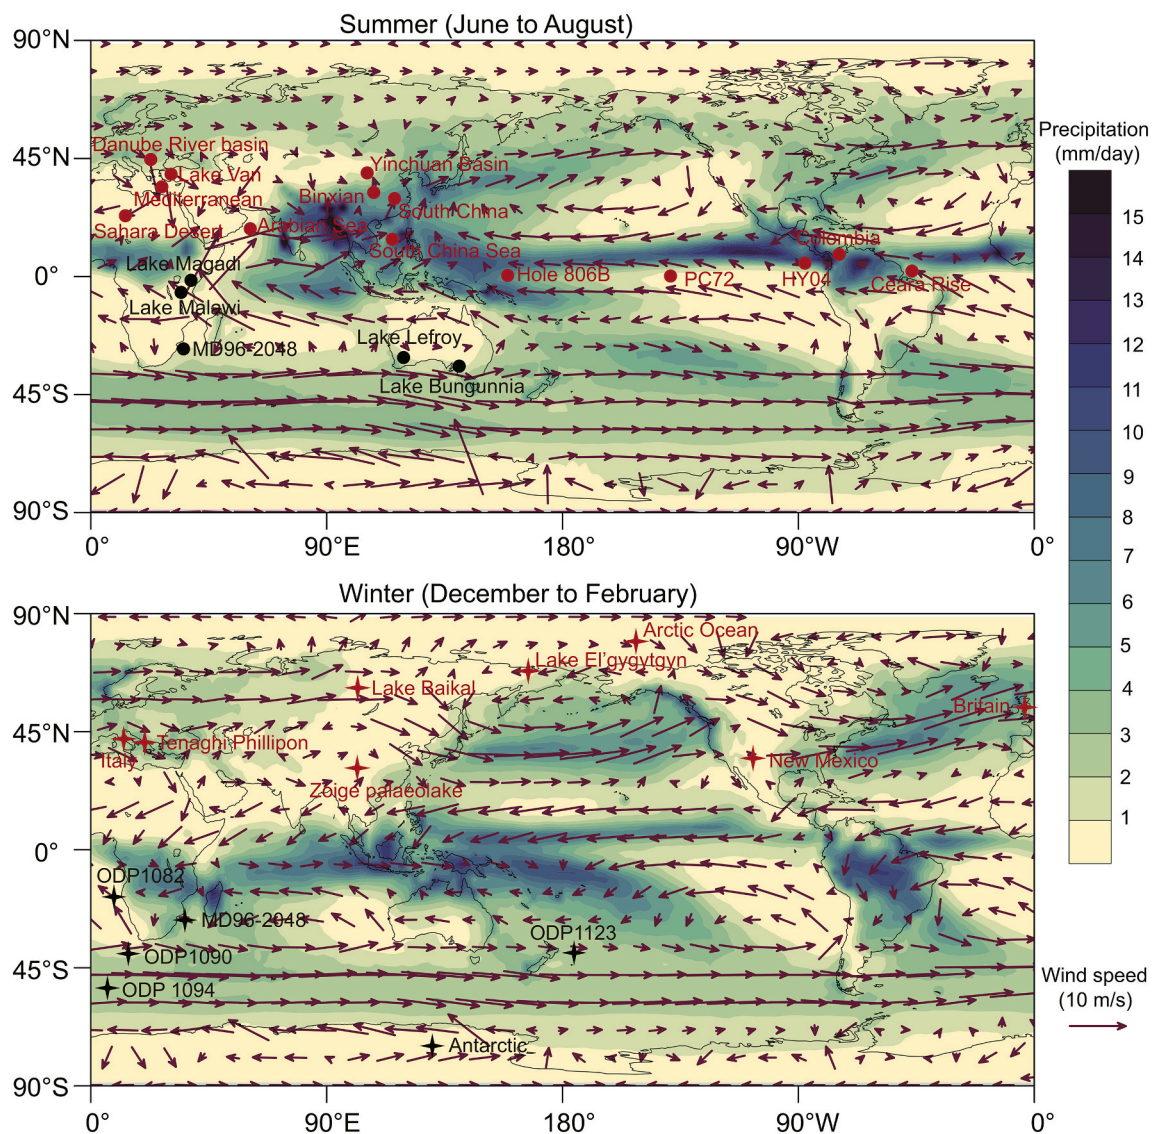 Summer (June to August)
90°N
45°N
0°
45°S
90°S
Danube River basin
Lake Van
Mediterranean
Sahara Desert
Arabian Sea
Yinchuan Basin
Binxian
South China
South China Sea
Hole 806B
PC72
HY04
Colombia
Ceara Rise
Lake Magadi
Lake Malawi
MD96-2048
Lake Lefroy
Lake Bungunnia
0°
90°E
180°
90°W
0°
Precipitation
(mm/day)
15
14
13
12
11
10
9
8
7
6
5
4
3
2
1
Winter (December to February)
90°N
45°N
0°
45°S
90°S
Arctic Ocean
Lake El'gygytgyn
Lake Baikal
Britain
Tenaghi Phillipon
Italy
New Mexico
Zoige palaeolake
ODP1082
MD96-2048
ODP1123
ODP1090
ODP 1094
Antarctic
0°
90°E
180°
90°W
0°
Wind speed
(10 m/s)